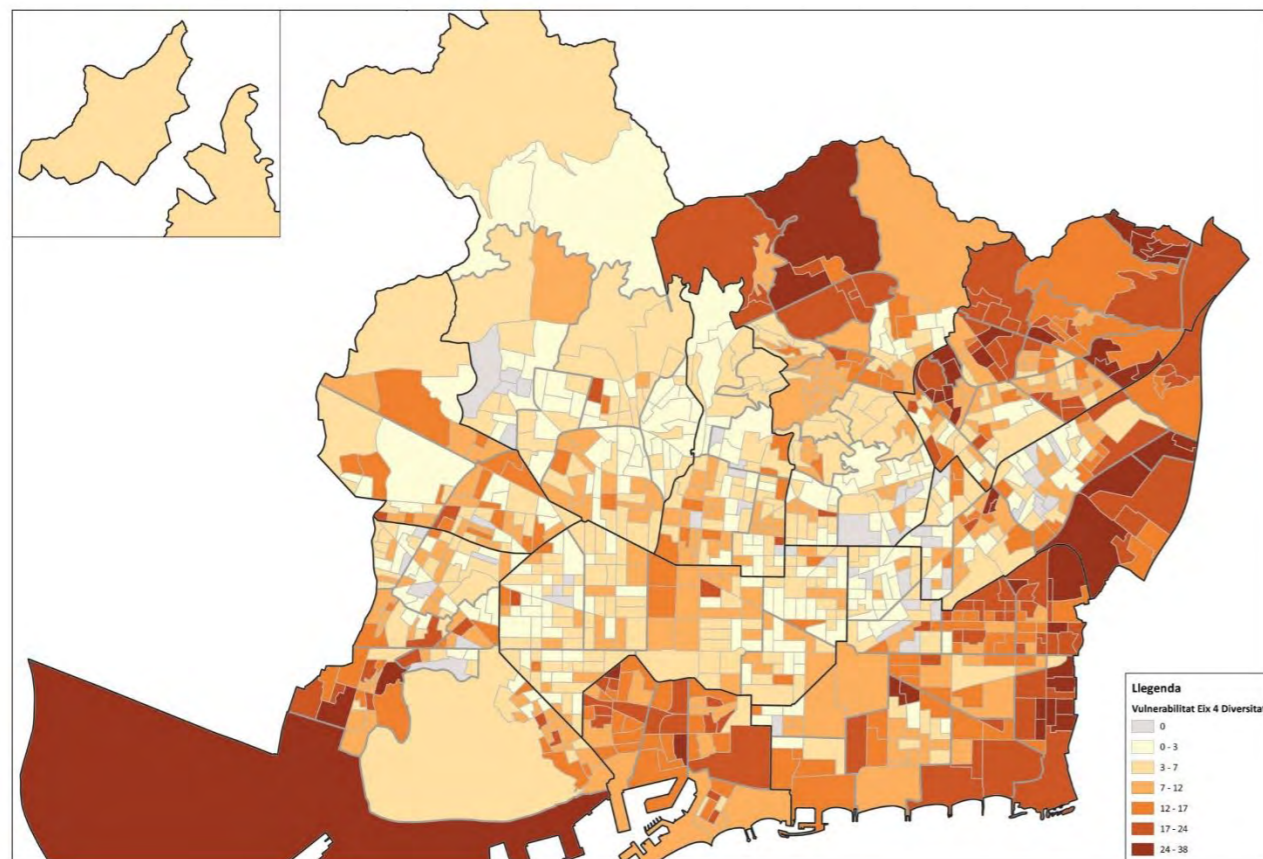 Llegenda
Vulnerabilitat Eix 4 Diversitat
0
0 - 3
3 - 7
7 - 12
12 - 17
17 - 24
24 - 38